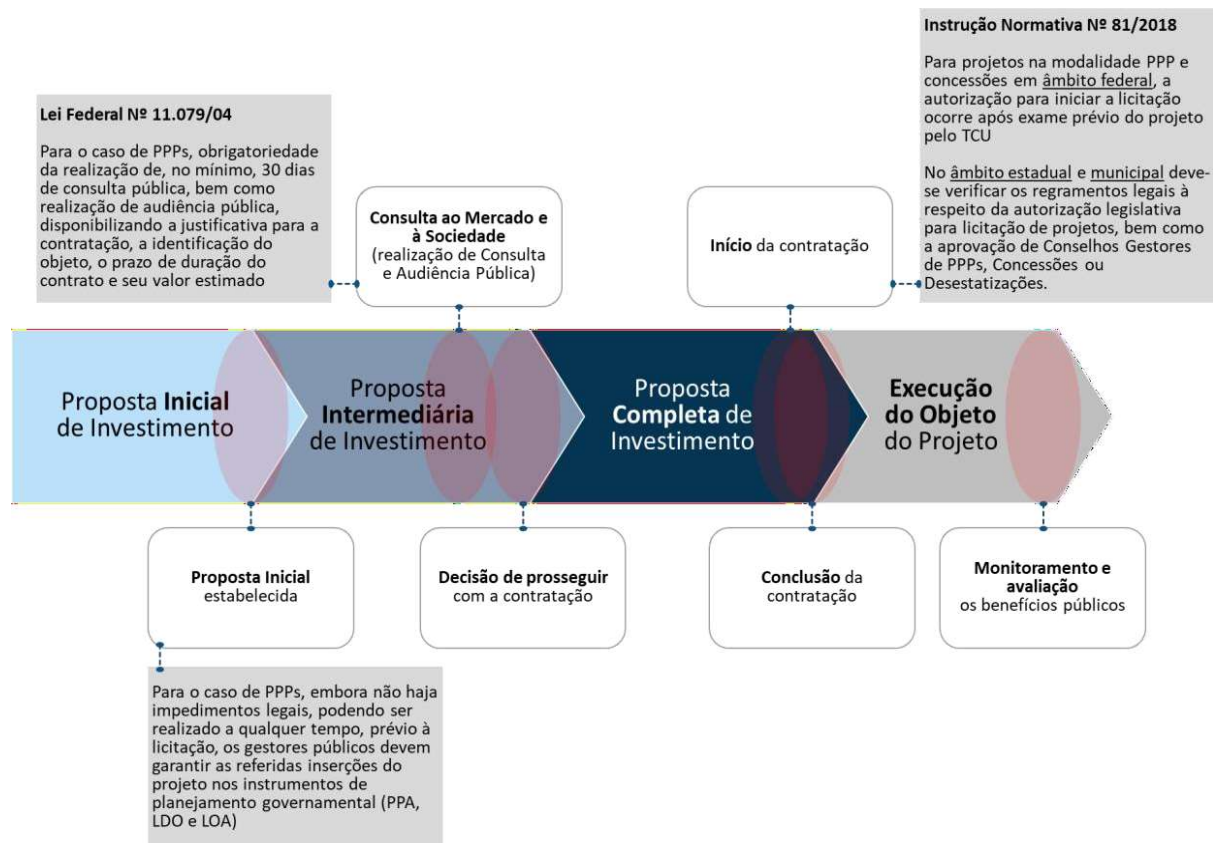 Lei Federal Nº 11.079/04
Para o caso de PPPs, obrigatoriedade
da realização de, no mínimo, 30 dias
de consulta pública, bem como
realização de audiência pública,
disponibilizando a justificativa para a
contratação, a identificação do
objeto, o prazo de duração do
contrato e seu valor estimado
Consulta ao Mercado e
à Sociedade
(realização de Consulta
e Audiência Pública)
Início da contratação
Instrução Normativa Nº 81/2018
Para projetos na modalidade PPP e
concessões em âmbito federal, a
autorização para iniciar a licitação
ocorre após exame prévio do projeto
pelo TCU
No âmbito estadual e municipal deve-
se verificar os regramentos legais à
respeito da autorização legislativa
para licitação de projetos, bem como
a aprovação de Conselhos Gestores
de PPPs, Concessões ou
Desestatizações.
Proposta Inicial
de Investimento
Proposta
Intermediária
de Investimento
Proposta
Completa de
Investimento
Execução
do Objeto
do Projeto
Proposta Inicial
estabelecida
Decisão de prosseguir
com a contratação
Conclusão da
contratação
Monitoramento e
avaliação
os benefícios públicos
Para o caso de PPPs, embora não haja
impedimentos legais, podendo ser
realizado a qualquer tempo, prévio à
licitação, os gestores públicos devem
garantir as referidas inserções do
projeto nos instrumentos de
planejamento governamental (PPA,
LDO e LOA)